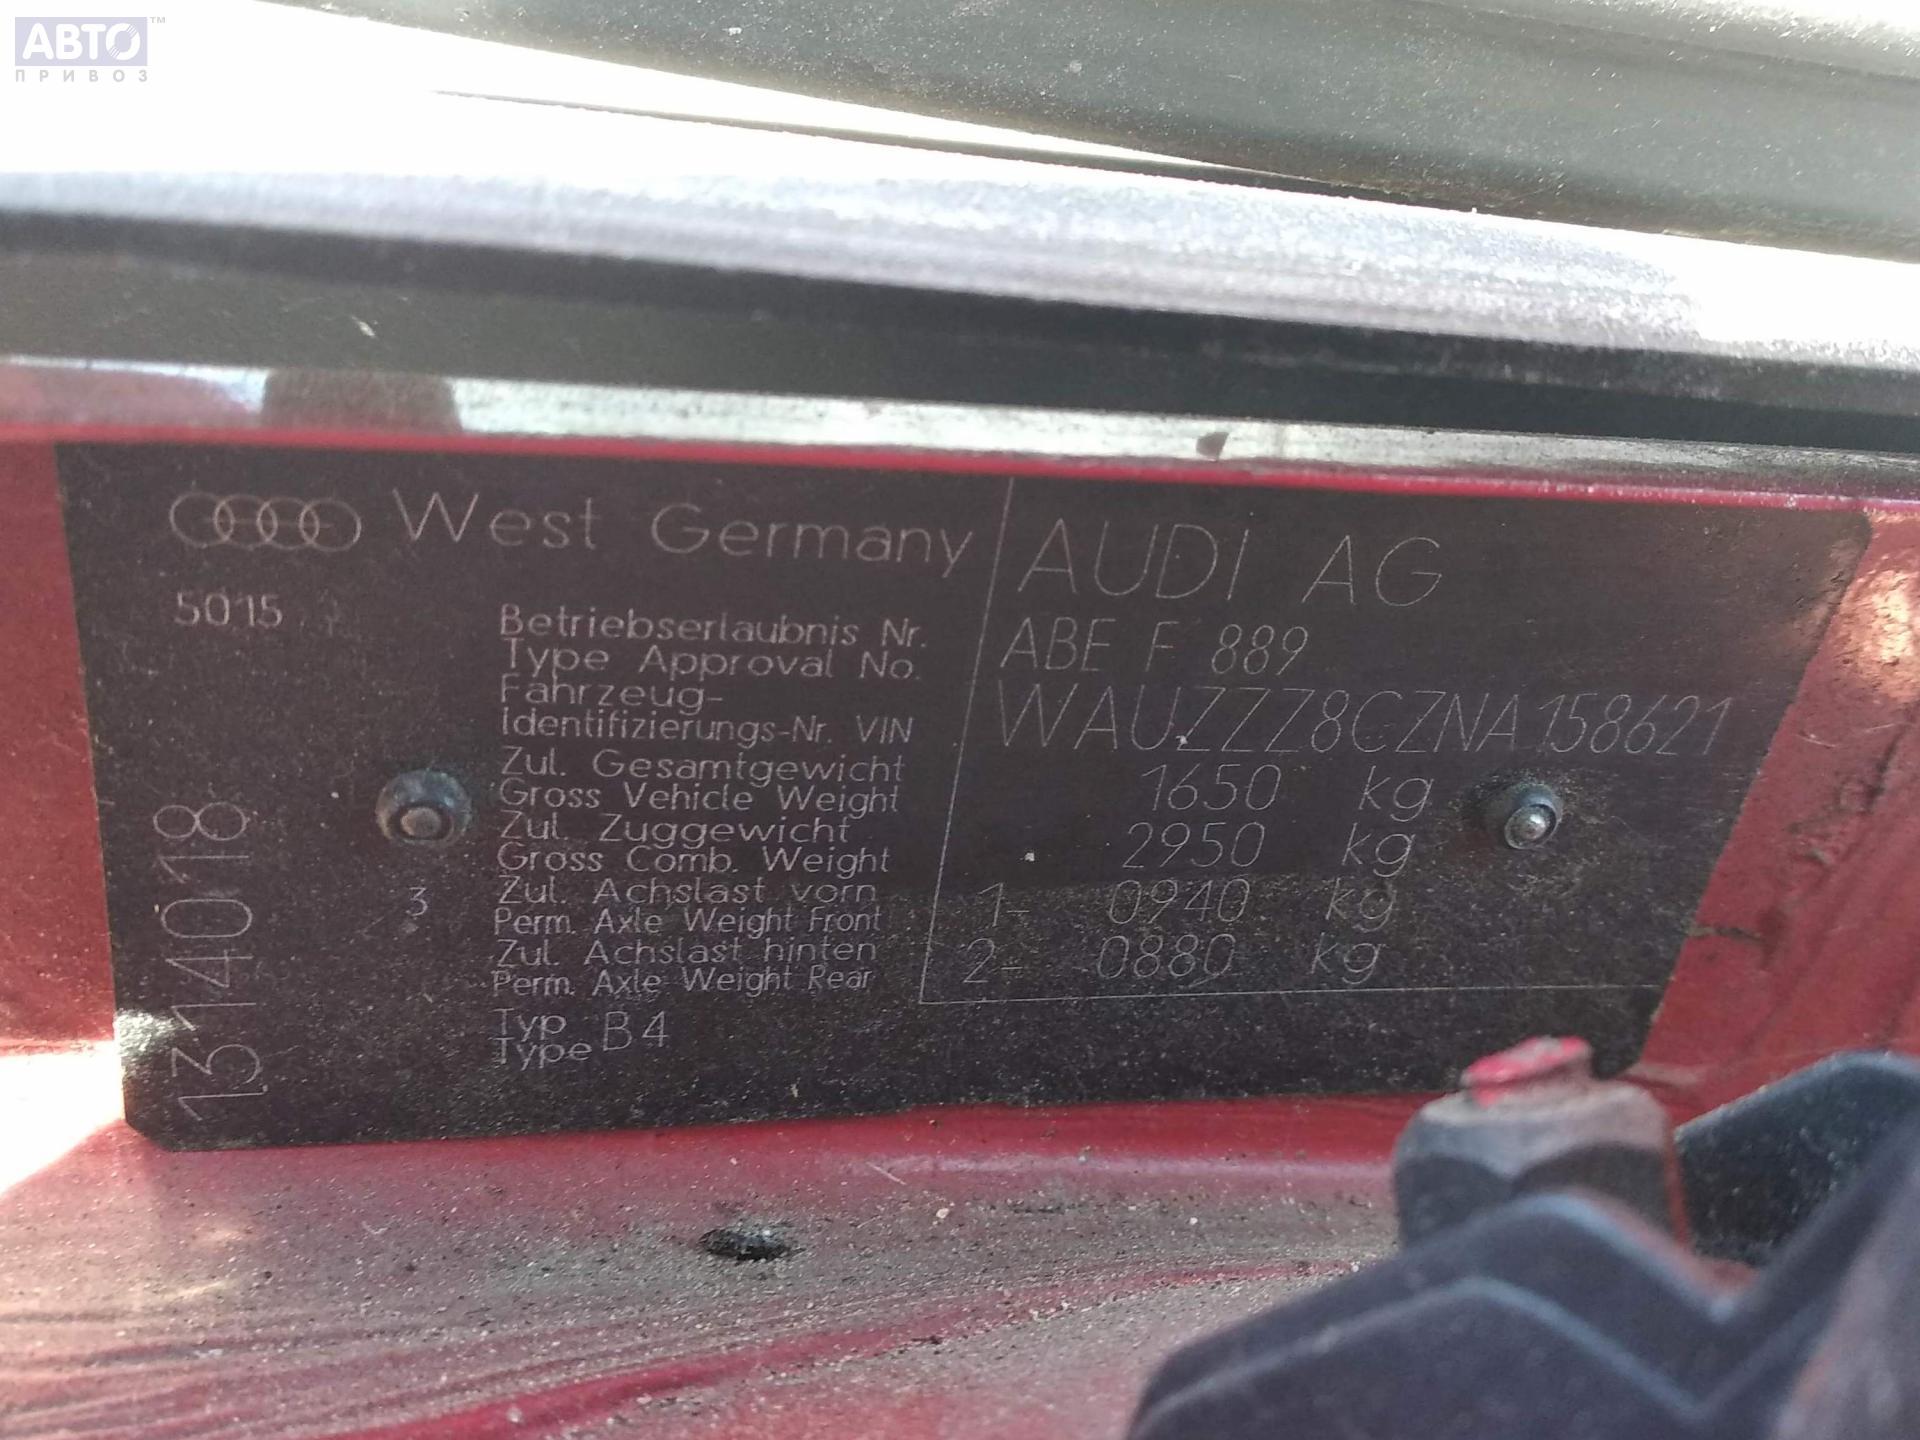 АВТО™
ПРИВОЗ
West Germany AUDI AG
5015
Betriebserlaubnis Nr. ABE F 889
Type Approval No.
Fahrzeug- WAUZZZ8CZNA158621
Identifizierungs-Nr. VIN
Zul. Gesamtgewicht 1650 kg
Gross Vehicle Weight
Zul. Zuggewicht 2950 kg
Gross Comb. Weight
3
Zul. Achslast vorn 1- 0940 kg
Perm. Axle Weight Front
Zul. Achslast hinten 2- 0880 kg
Perm. Axle Weight Rear
Typ B4
Type
1314018